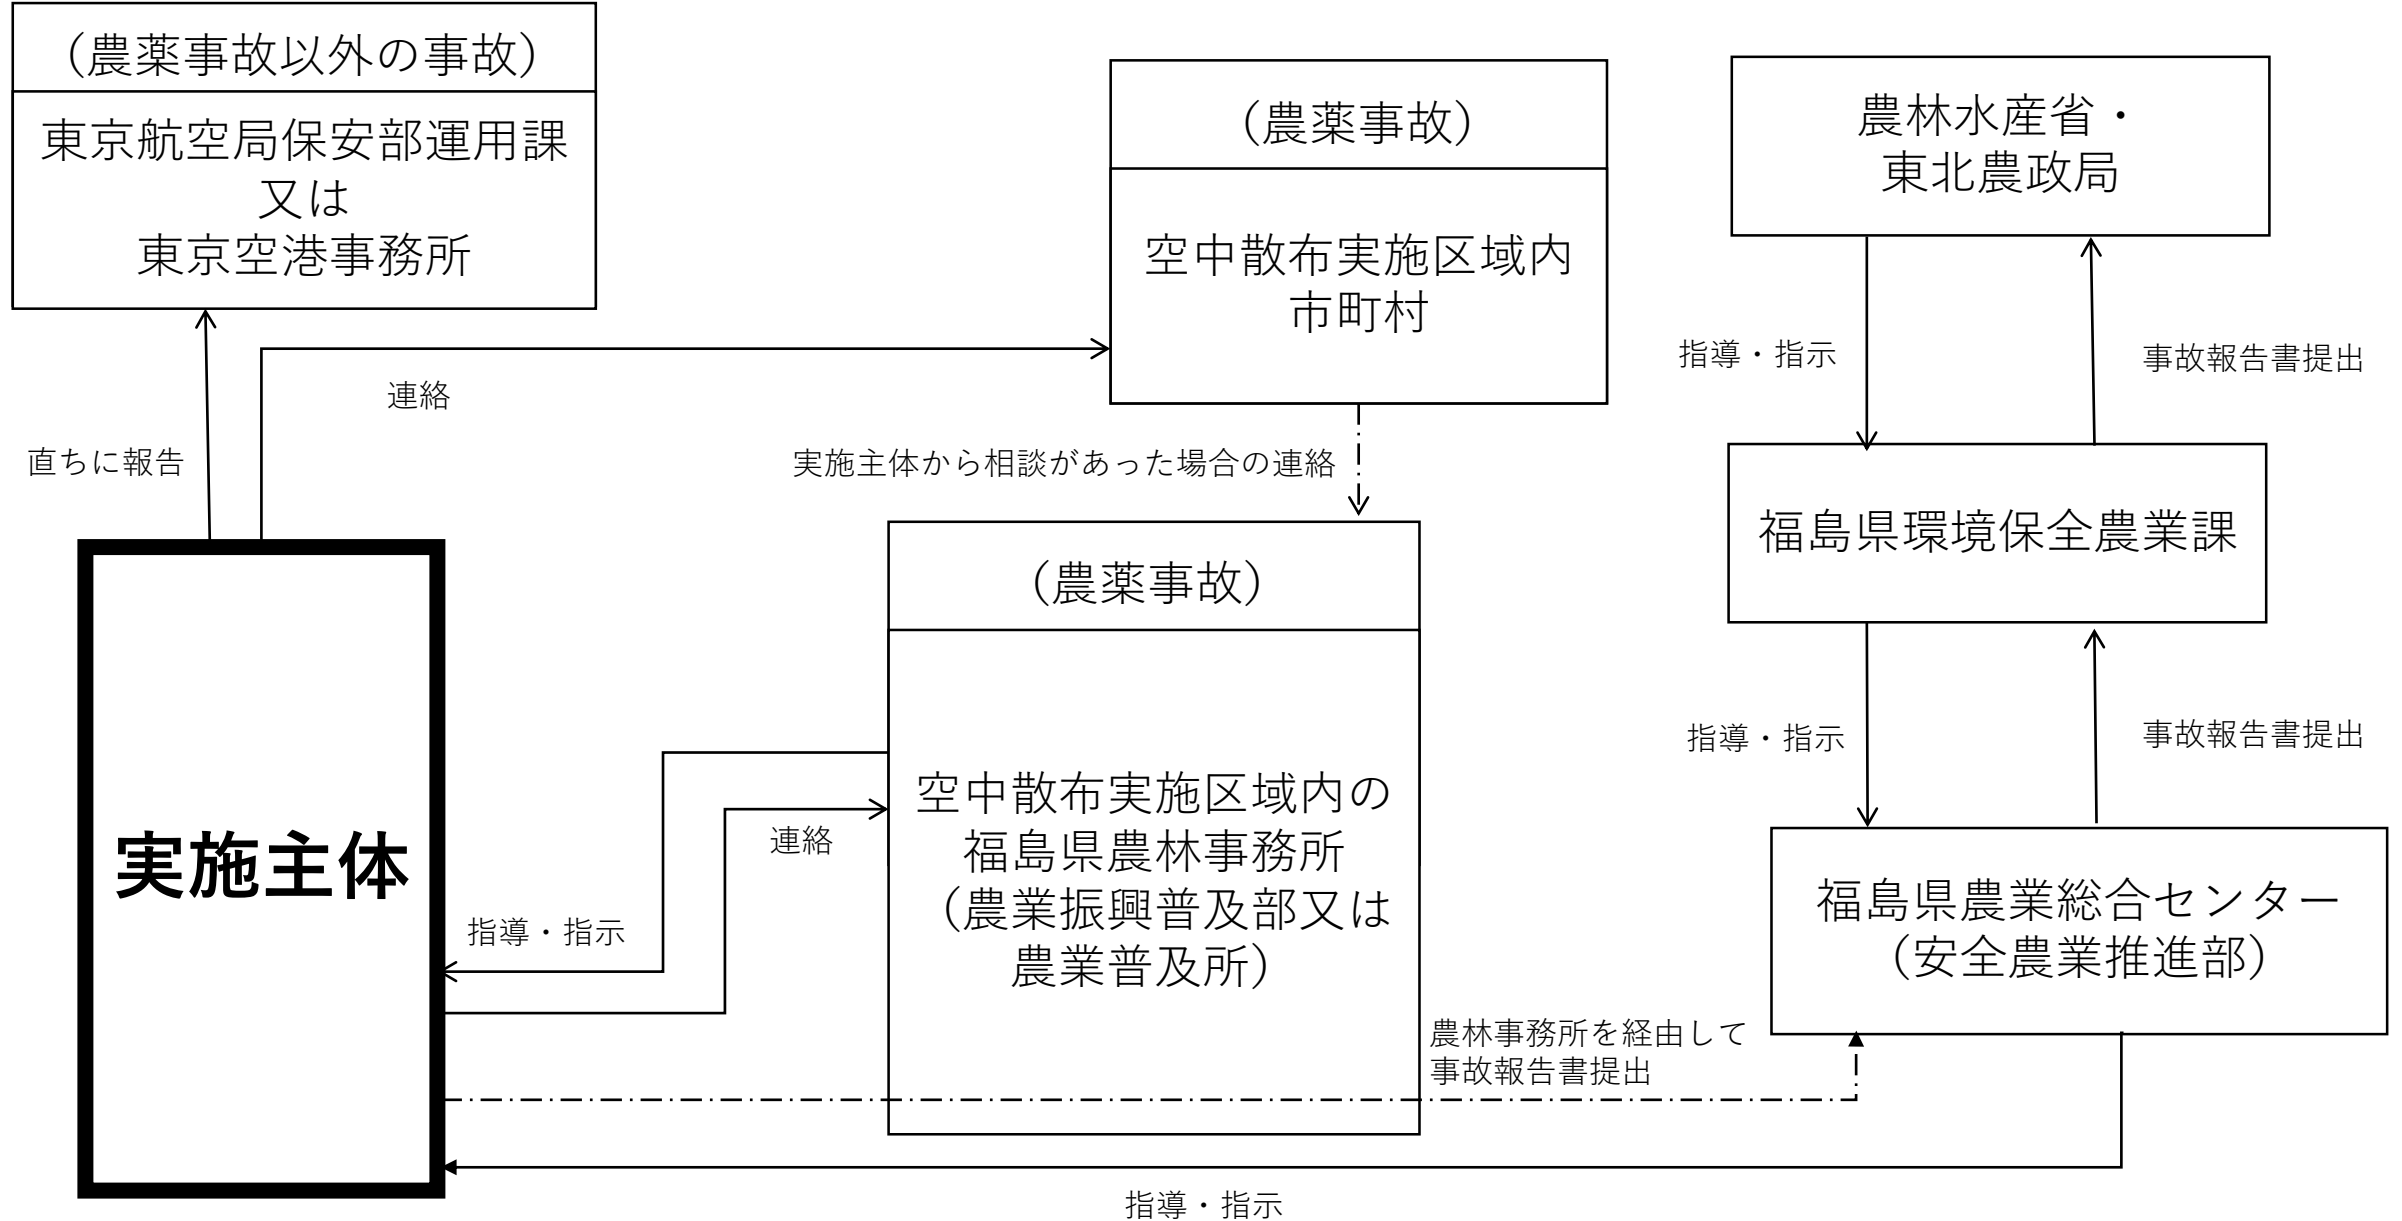 （農薬事故以外の事故）
東京航空局保安部運用課
又は
東京空港事務所
（農薬事故）
空中散布実施区域内
市町村
農林水産省・
東北農政局
指導・指示
事故報告書提出
連絡
直ちに報告
実施主体から相談があった場合の連絡
福島県環境保全農業課
（農薬事故）
空中散布実施区域内の
福島県農林事務所
（農業振興普及部又は
農業普及所）
指導・指示
事故報告書提出
実施主体
連絡
指導・指示
福島県農業総合センター
（安全農業推進部）
農林事務所を経由して
事故報告書提出
指導・指示